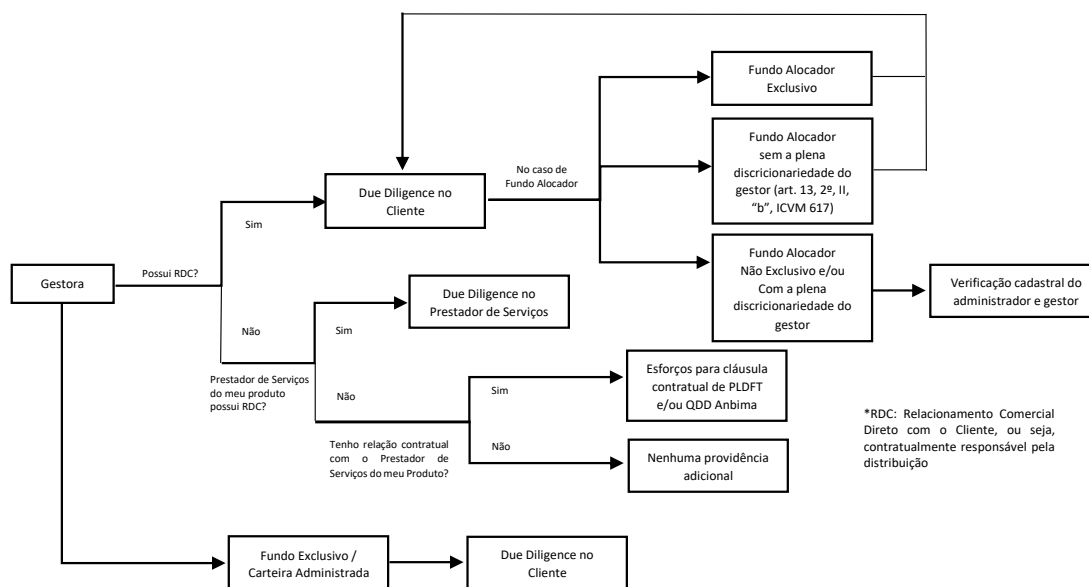 Fundo Alocador
Exclusivo
No caso de
Fundo Alocador
Fundo Alocador
sem a plena
discricionariedade do
gestor (art. 13, 2º, II,
“b”, ICVM 617)
Due Diligence no
Cliente
Sim
Fundo Alocador
Não Exclusivo e/ou
Com a plena
discricionariedade do
gestor
Verificação cadastral do
administrador e gestor
Gestora
Possui RDC?
Due Diligence no
Prestador de Serviços
Não
Sim
Prestador de Serviços
do meu produto
possui RDC?
Não
Sim
Esforços para cláusula
contratual de PLDFT
e/ou QDD Anbima
*RDC: Relacionamento Comercial
Direto com o Cliente, ou seja,
contratualmente responsável pela
distribuição
Tenho relação contratual
com o Prestador de
Serviços do meu Produto?
Não
Nenhuma providência
adicional
Fundo Exclusivo /
Carteira Administrada
Due Diligence no
Cliente